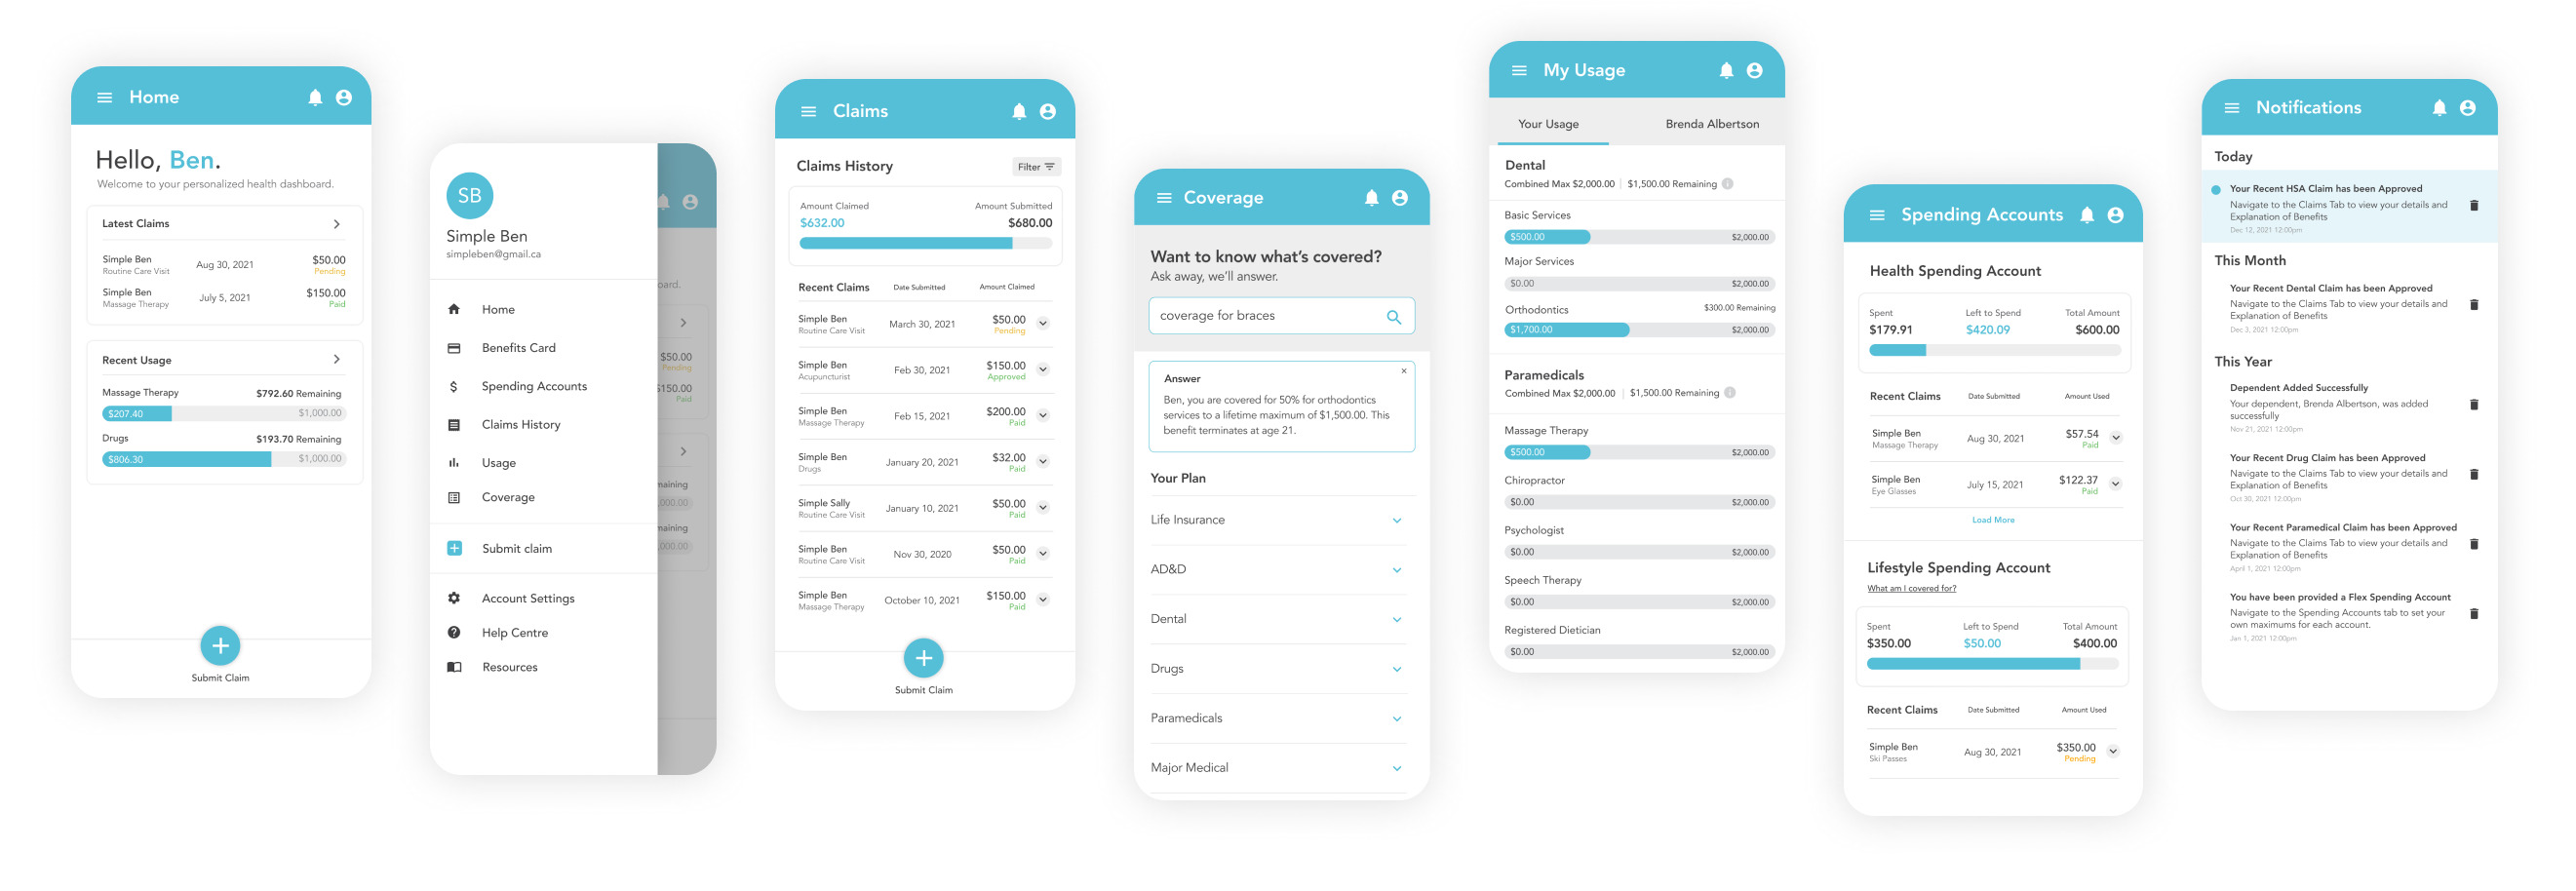 Home
Hello, Ben.
Welcome to your personalized health dashboard.
Latest Claims
Simple Ben Aug 30, 2021 $50.00
Routine Care Visit Pending
Simple Ben July 5, 2021 $150.00
Massage Therapy Paid
Recent Usage
Massage Therapy $792.60 Remaining
$207.40 $1,000.00
Drugs $193.70 Remaining
$806.30 $1,000.00
Submit Claim
SB
Simple Ben
simpleben@gmail.ca
Home
Benefits Card
Spending Accounts
Claims History
Usage
Coverage
Submit claim
Account Settings
Help Centre
Resources
oard.
$50.00
Pending
$150.00
Paid
maining
,000.00
maining
,000.00
Claims
Claims History Filter
Amount Claimed Amount Submitted
$632.00 $680.00
Recent Claims Date Submitted Amount Claimed
Simple Ben March 30, 2021 $50.00
Routine Care Visit Pending
Simple Ben Feb 30, 2021 $150.00
Acupuncturist Approved
Simple Ben Feb 15, 2021 $200.00
Massage Therapy Paid
Simple Ben January 20, 2021 $32.00
Drugs Paid
Simple Sally January 10, 2021 $50.00
Routine Care Visit Paid
Simple Ben Nov 30, 2020 $50.00
Routine Care Visit Paid
Simple Ben October 10, 2021 $150.00
Massage Therapy Paid
Submit Claim
Coverage
Want to know what's covered?
Ask away, we'll answer.
coverage for braces
Answer
Ben, you are covered for 50% for orthodontics
services to a lifetime maximum of $1,500.00. This
benefit terminates at age 21.
Your Plan
Life Insurance
AD&D
Dental
Drugs
Paramedicals
Major Medical
My Usage
Your Usage Brenda Albertson
Dental
Combined Max $2,000.00 | $1,500.00 Remaining
Basic Services
$500.00 $2,000.00
Major Services
$0.00 $2,000.00
Orthodontics $300.00 Remaining
$1,700.00 $2,000.00
Paramedicals
Combined Max $2,000.00 | $1,500.00 Remaining
Massage Therapy
$500.00 $2,000.00
Chiropractor
$0.00 $2,000.00
Psychologist
$0.00 $2,000.00
Speech Therapy
$0.00 $2,000.00
Registered Dietician
$0.00 $2,000.00
Spending Accounts
Health Spending Account
Spent Left to Spend Total Amount
$179.91 $420.09 $600.00
Recent Claims Date Submitted Amount Used
Simple Ben Aug 30, 2021 $57.54
Massage Therapy Paid
Simple Ben July 15, 2021 $122.37
Eye Glasses Paid
Load More
Lifestyle Spending Account
What am I covered for?
Spent Left to Spend Total Amount
$350.00 $50.00 $400.00
Recent Claims Date Submitted Amount Used
Simple Ben Aug 30, 2021 $350.00
Ski Passes Pending
Notifications
Today
Your Recent HSA Claim has been Approved
Navigate to the Claims Tab to view your details and
Explanation of Benefits
Dec 12, 2021 12:00pm
This Month
Your Recent Dental Claim has been Approved
Navigate to the Claims Tab to view your details and
Explanation of Benefits
Dec 3, 2021 12:00pm
This Year
Dependent Added Successfully
Your dependent, Brenda Albertson, was added
successfully
Nov 21, 2021 12:00pm
Your Recent Drug Claim has been Approved
Navigate to the Claims Tab to view your details and
Explanation of Benefits
Oct 30, 2021 12:00pm
Your Recent Paramedical Claim has been Approved
Navigate to the Claims Tab to view your details and
Explanation of Benefits
April 1, 2021 12:00pm
You have been provided a Flex Spending Account
Navigate to the Spending Accounts tab to set your
own maximums for each account.
Jan 1, 2021 12:00pm